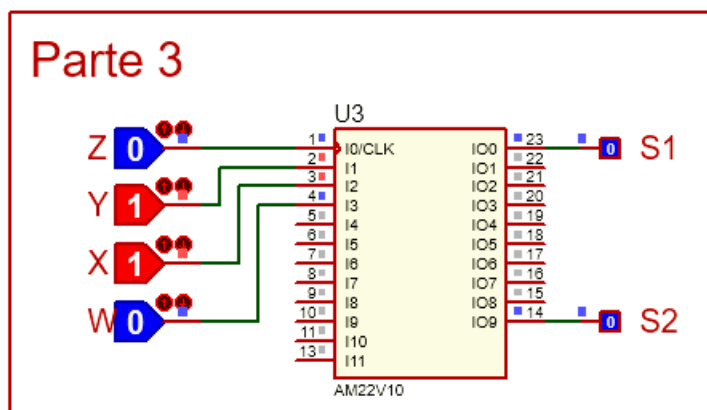 Parte 3
U3
Z 0 1 I0/CLK IO0 23 0 S1
2 I1 IO1 22
Y 1 3 I2 IO2 21
4 I3 IO3 20
5 I4 IO4 19
X 1 6 I5 IO5 18
7 I6 IO6 17
8 I7 IO7 16
9 I8 IO8 15
W 0 10 I9 IO9 14 0 S2
11 I10
13 I11
AM22V10